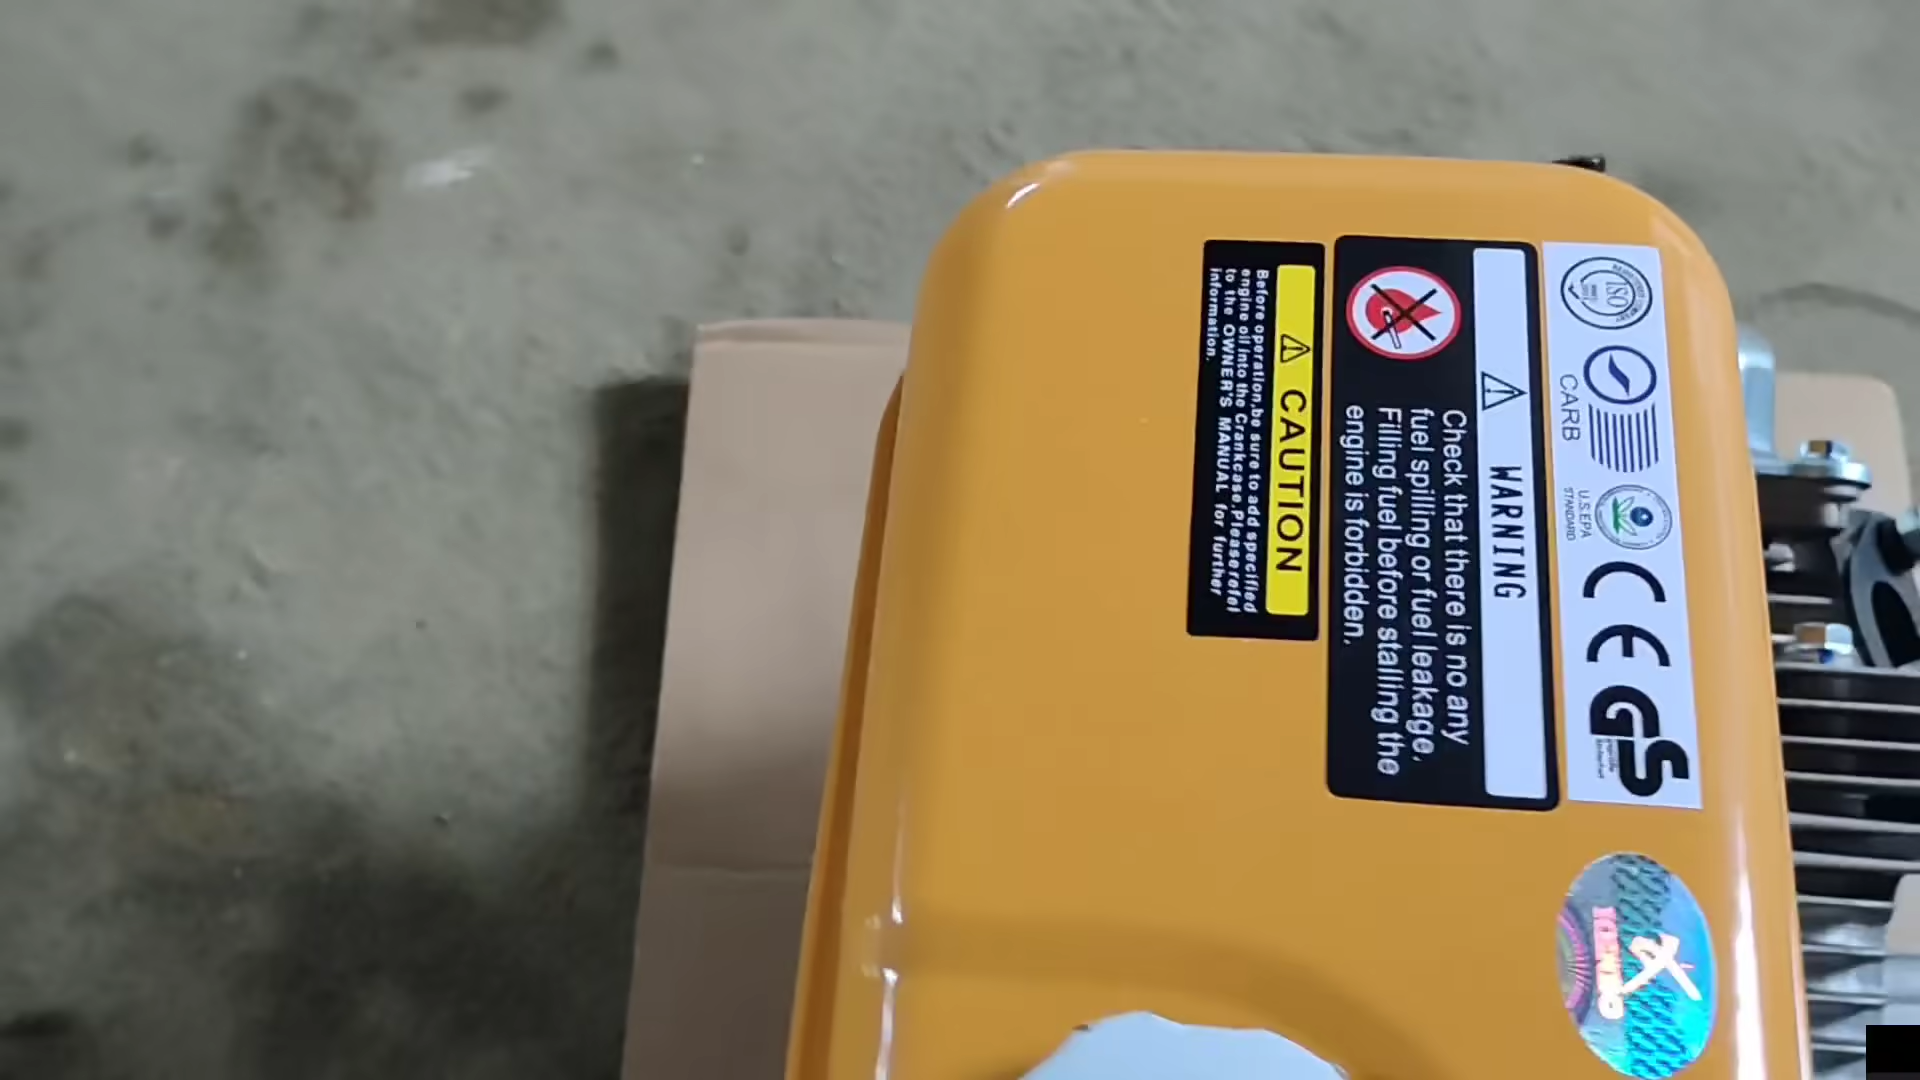 CARB
U.S.EPA
STANDARD
CE
GS
ISO
WARNING
Check that there is no any
fuel spilling or fuel leakage,
Filling fuel before stalling the
engine is forbidden.
CAUTION
Before operation,be sure to add specified
engine oil into the Crankcase.Please refel
to the OWNER'S MANUAL for further
information.